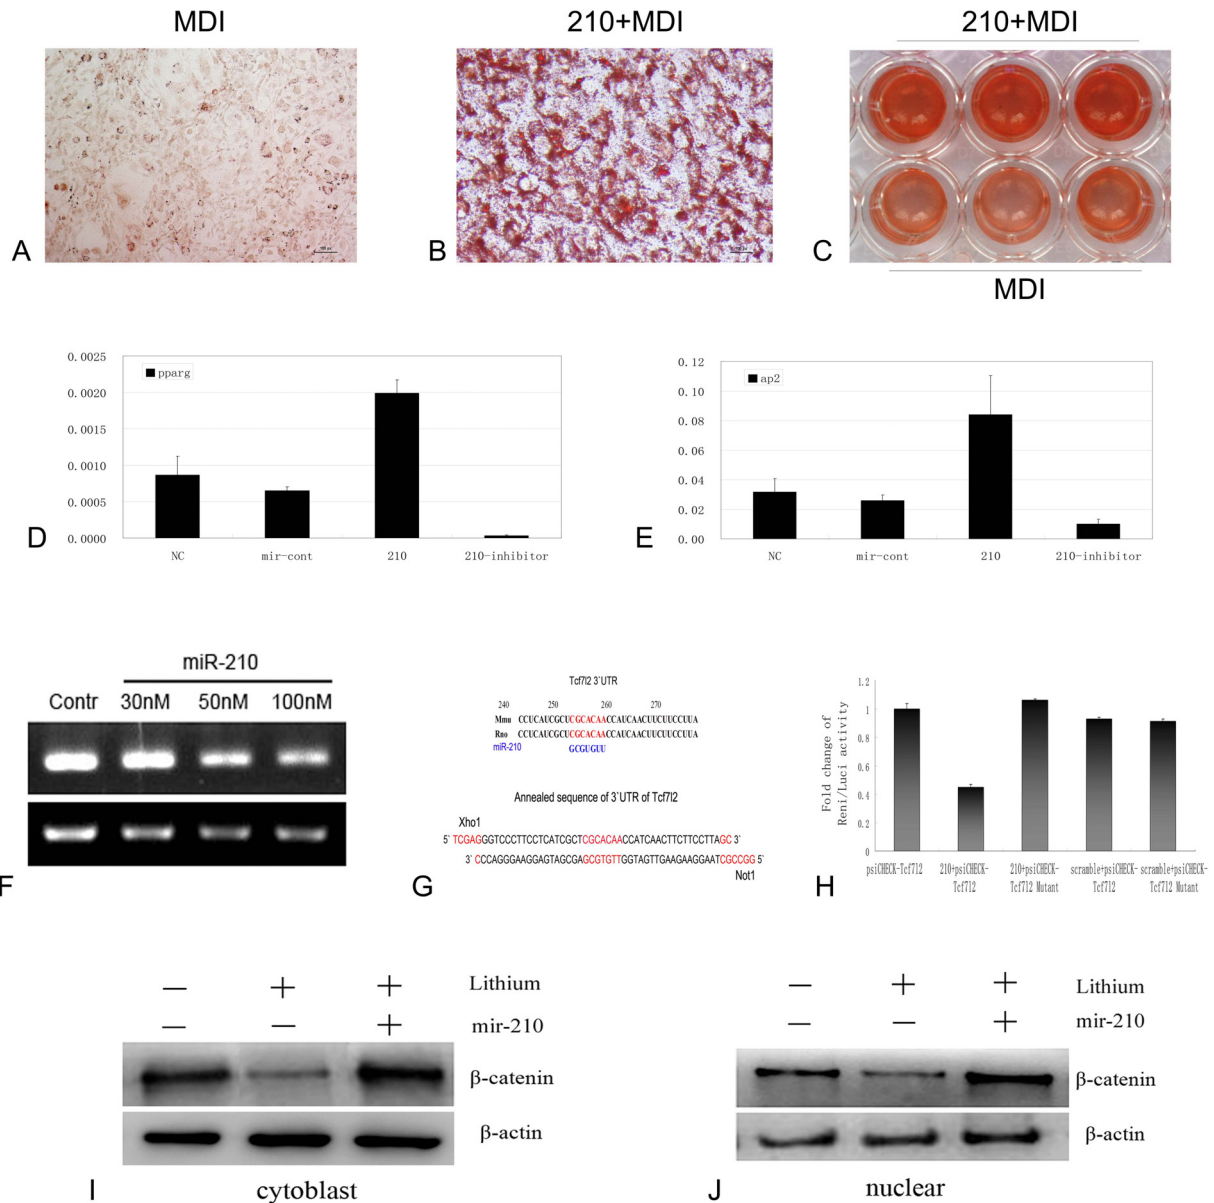 MDI
210+MDI
210+MDI
A
B
C
MDI
0.0025
0.0020
0.0015
0.0010
0.0005
0.0000
pparg
NC
mir-cont
210
210-inhibitor
D
0.12
0.10
0.08
0.06
0.04
0.02
0.00
ap2
NC
mir-cont
210
210-inhibitor
E
miR-210
Contr
30nM
50nM
100nM
F
Tcf7l2 3`UTR
240 250 260 270
Mmu CCUCAUCGCUCGCACAACCAUCAACUUCUUCCUUA
Rno CCUCAUCGCUCGCACAACCAUCAACUUCUUCCUUA
miR-210 GCGUGUU
Annealed sequence of 3`UTR of Tcf7l2
Xho1
5` TCGAGGGTCCCTTCCTCATCGCTCGCACAACCATCAACTTCTTCCTTAGC 3`
3` CCCAGGGAAGGAGTAGCGAGCGTGTTGGTAGTTGAAGAAGGAATCGCCGG 5`
Not1
G
Fold change of
Reni/Luci activity
1.2
1
0.8
0.6
0.4
0.2
0
psiCHECK-Tcf7l2
210+psiCHECK-
Tcf7l2
210+psiCHECK-
Tcf7l2 Mutant
scramble+psiCHECK-
Tcf7l2
scramble+psiCHECK-
Tcf7l2 Mutant
H
— + + Lithium
— — + mir-210
β-catenin
β-actin
I
cytoblast
— + + Lithium
— — + mir-210
β-catenin
β-actin
J
nuclear